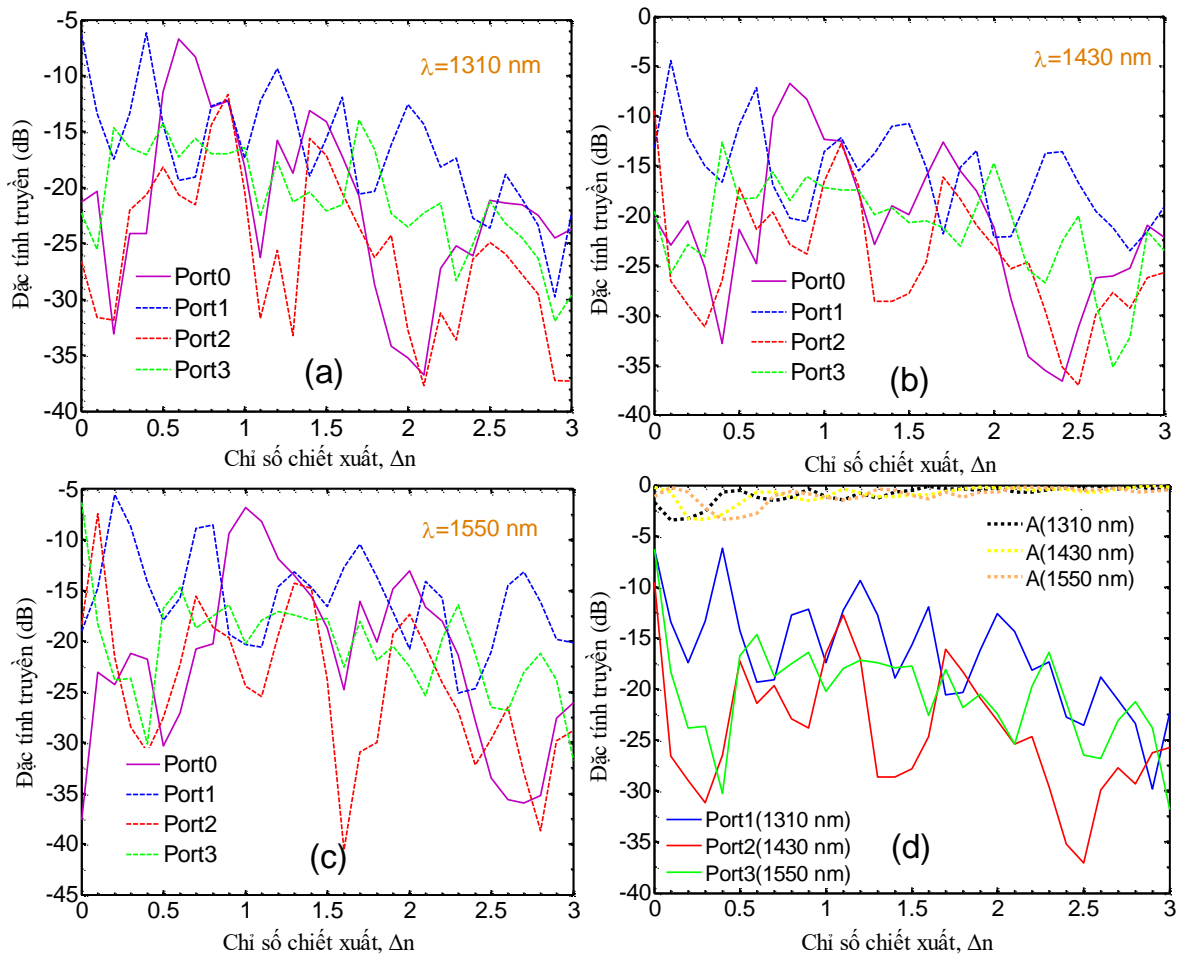 -5
-10
-15
-20
-25
-30
-35
-40
0
0.5
1
1.5
2
2.5
3
Đặc tính truyền (dB)
Chỉ số chiết xuất, Δn
λ=1310 nm
Port0
Port1
Port2
Port3
(a)
0
-5
-10
-15
-20
-25
-30
-35
-40
0
0.5
1
1.5
2
2.5
3
Đặc tính truyền (dB)
Chỉ số chiết xuất, Δn
λ=1430 nm
Port0
Port1
Port2
Port3
(b)
-5
-10
-15
-20
-25
-30
-35
-40
-45
0
0.5
1
1.5
2
2.5
3
Đặc tính truyền (dB)
Chỉ số chiết xuất, Δn
λ=1550 nm
Port0
Port1
Port2
Port3
(c)
0
-5
-10
-15
-20
-25
-30
-35
-40
0
0.5
1
1.5
2
2.5
3
Đặc tính truyền (dB)
Chỉ số chiết xuất, Δn
A(1310 nm)
A(1430 nm)
A(1550 nm)
Port1(1310 nm)
Port2(1430 nm)
Port3(1550 nm)
(d)